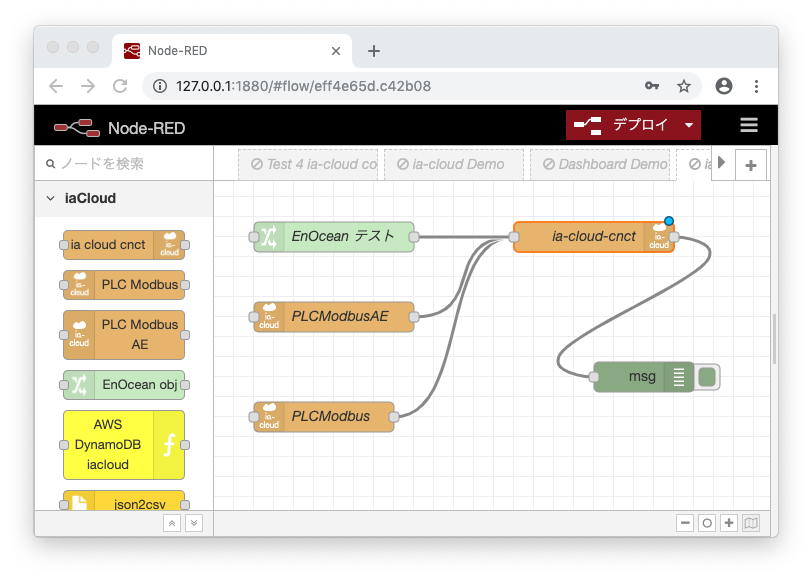 Node-RED
127.0.0.1:1880/#flow/eff4e65d.c42b08
Node-RED
デプロイ
ノードを検索
Test 4 ia-cloud co
ia-cloud Demo
Dashboard Demo
iaCloud
ia cloud cnct
ia-
cloud
ia-
cloud
PLC Modbus
ia-
cloud
PLC Modbus
AE
EnOcean obj
AWS
DynamoDB
iacloud
json2csv
EnOcean テスト
ia-cloud-cnct
ia-
cloud
ia-
cloud
PLCModbusAE
msg
ia-
cloud
PLCModbus